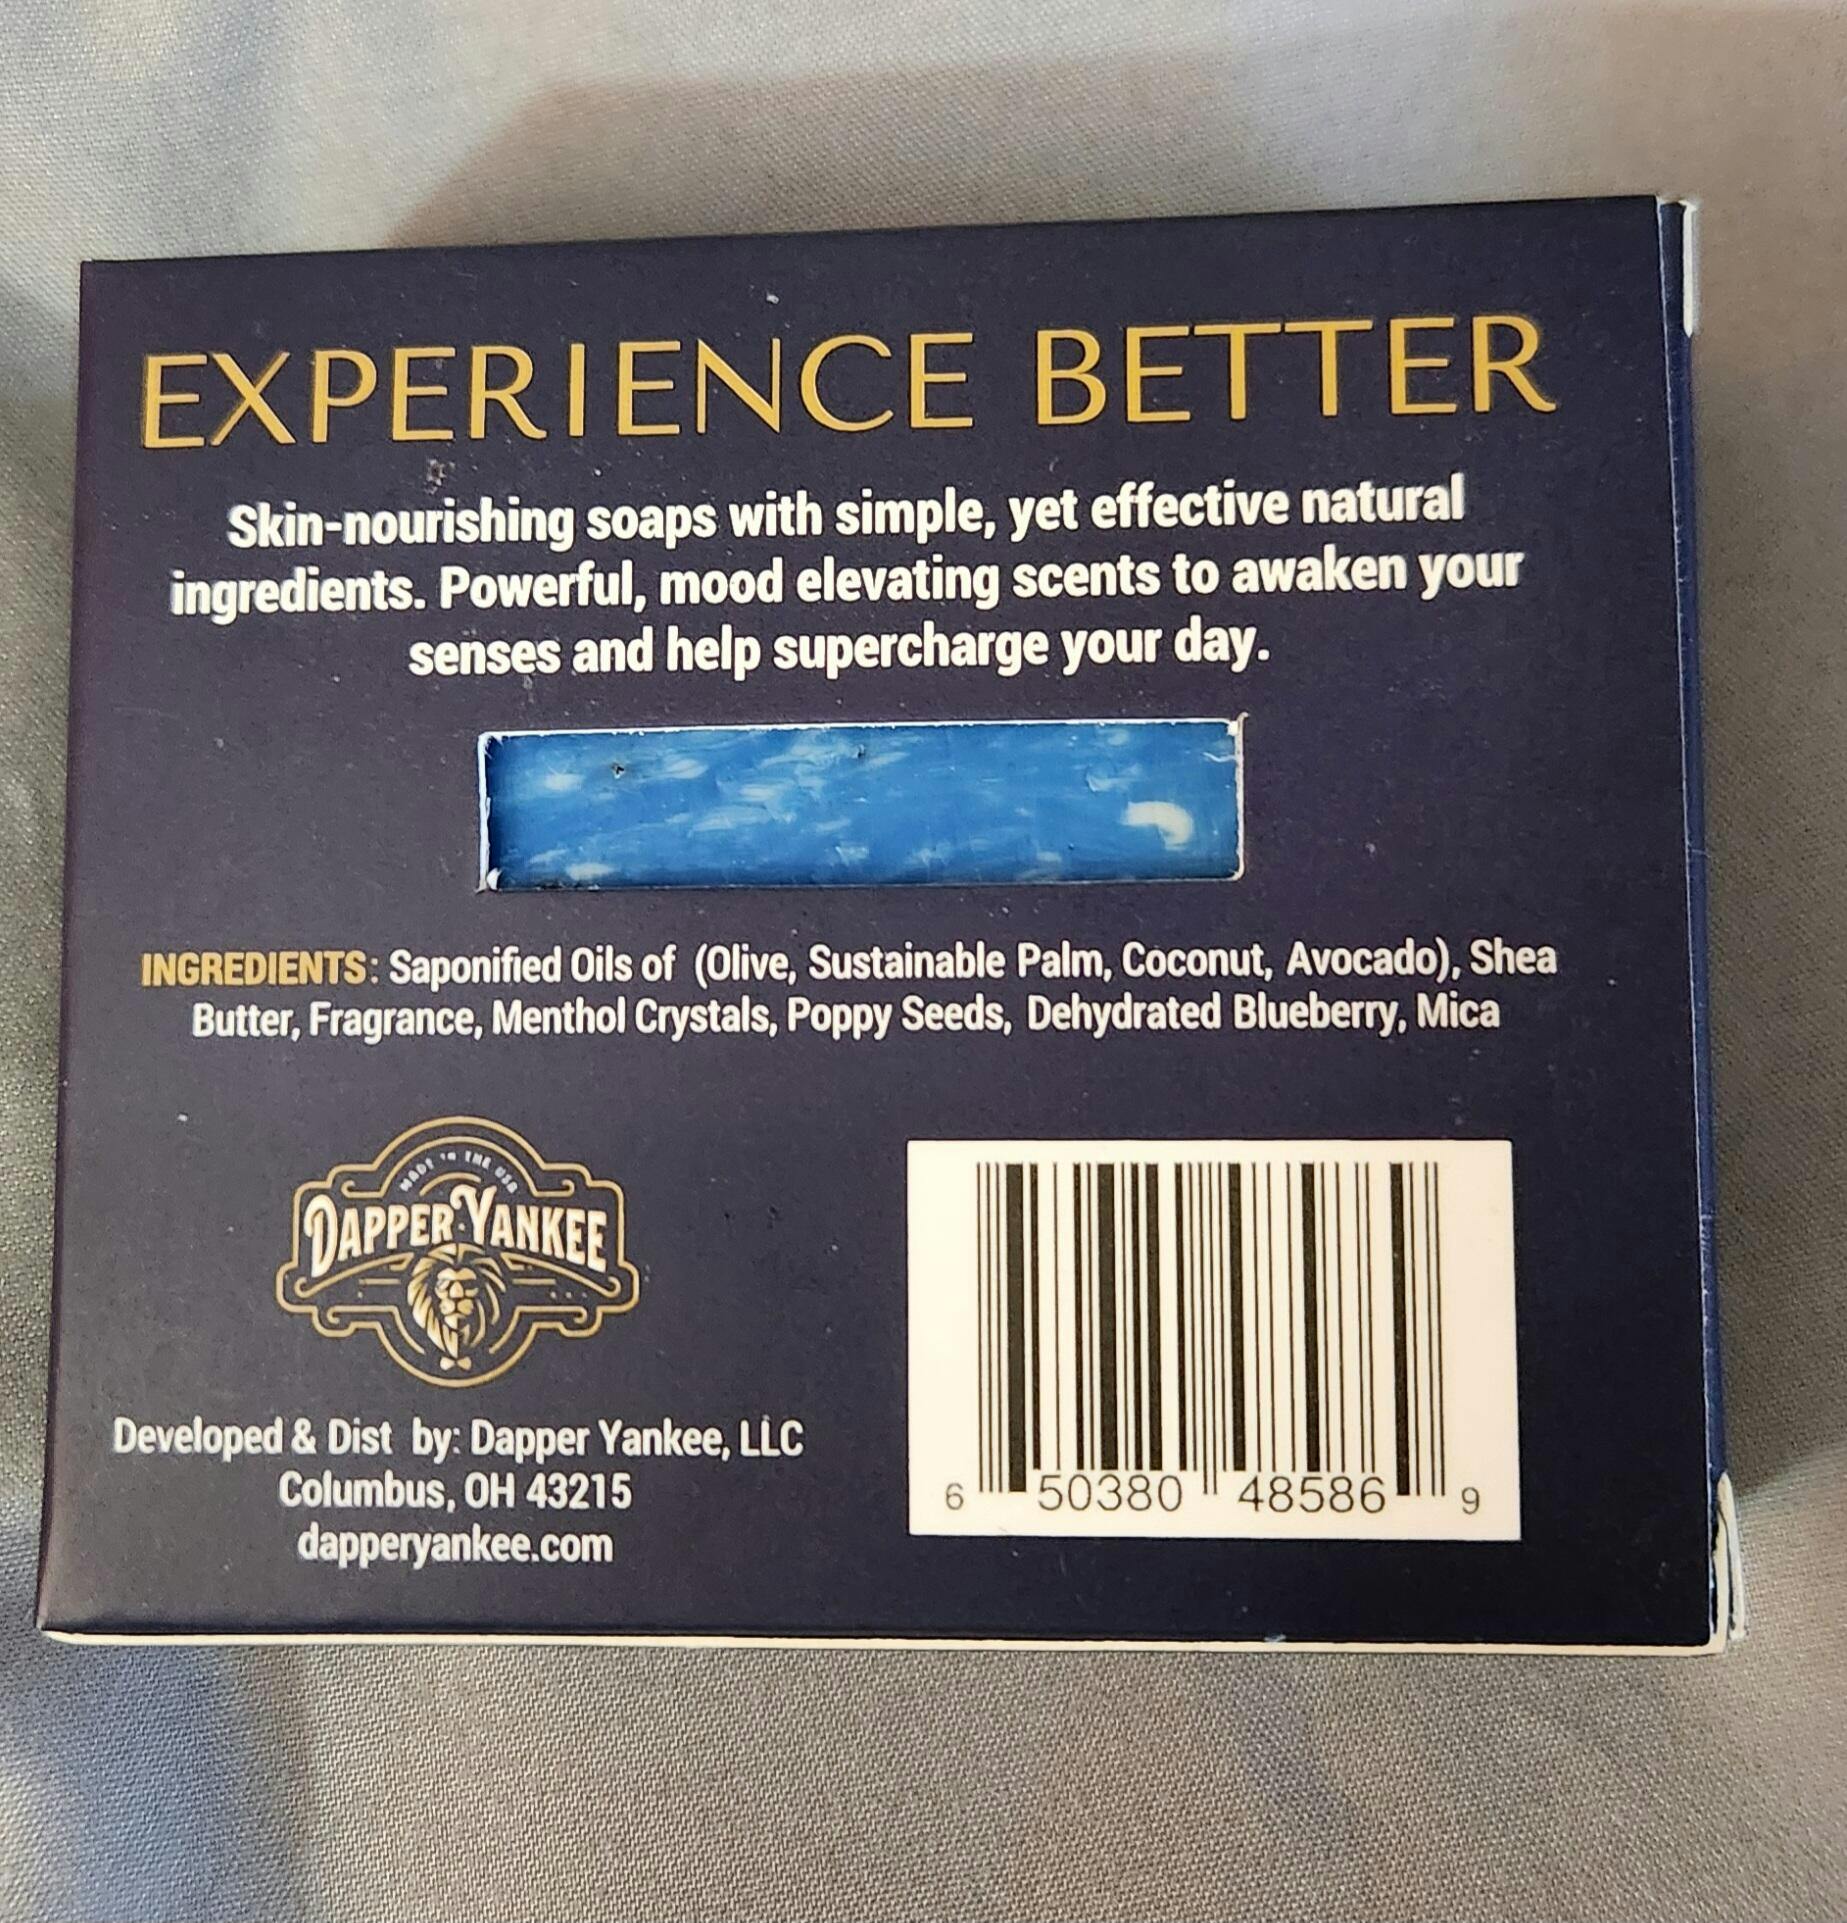 EXPERIENCE BETTER
Skin-nourishing soaps with simple, yet effective natural
ingredients. Powerful, mood elevating scents to awaken your
senses and help supercharge your day.
INGREDIENTS: Saponified Oils of (Olive, Sustainable Palm, Coconut, Avocado), Shea
Butter, Fragrance, Menthol Crystals, Poppy Seeds, Dehydrated Blueberry, Mica
MADE IN THE USA
DAPPER YANKEE
Developed & Dist by: Dapper Yankee, LLC
Columbus, OH 43215
dapperyankee.com
6 50380 48586 9